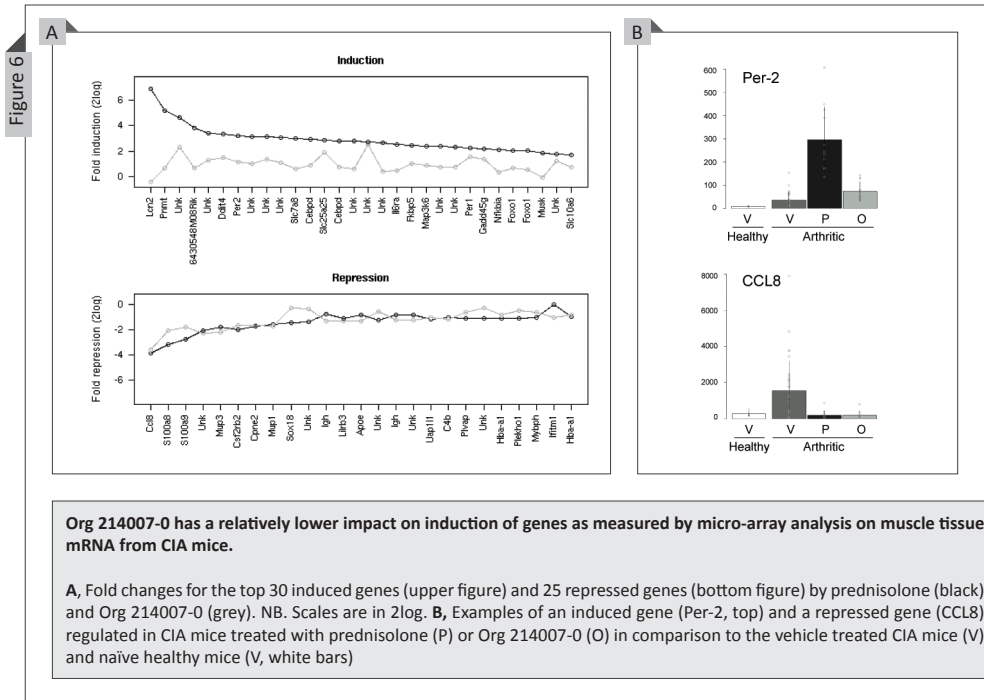 Figure 6
A
Induction
Fold induction (2log)
6
4
2
0
Lcn2
Pnmt
Unk
6430548M08Rik
Unk
Ddit4
Per2
Unk
Unk
Unk
Slc7a8
Cebpd
Slc25a25
Cebpd
Unk
Unk
Unk
Il6ra
Fkbp5
Map3k6
Unk
Unk
Per1
Gadd45g
Nfkbia
Foxo1
Foxo1
Musk
Unk
Slc10a6
Repression
Fold repression (2log)
0
-2
-4
-6
Ccl8
S100a8
S100a9
Unk
Mup3
Csf2rb2
Cpne2
Mup1
Sox18
Unk
Igh
Lilrb3
Apoe
Unk
Igh
Unk
Uap1l1
C4b
Plvap
Unk
Hba-a1
Plekho1
Mybph
Ifitm1
Hba-a1
B
Per-2
600
500
400
300
200
100
0
V V P O
Healthy Arthritic
CCL8
8000
6000
4000
2000
0
V V P O
Healthy Arthritic
Org 214007-0 has a relatively lower impact on induction of genes as measured by micro-array analysis on muscle tissue
mRNA from CIA mice.
A, Fold changes for the top 30 induced genes (upper figure) and 25 repressed genes (bottom figure) by prednisolone (black)
and Org 214007-0 (grey). NB. Scales are in 2log. B, Examples of an induced gene (Per-2, top) and a repressed gene (CCL8)
regulated in CIA mice treated with prednisolone (P) or Org 214007-0 (O) in comparison to the vehicle treated CIA mice (V)
and naïve healthy mice (V, white bars)